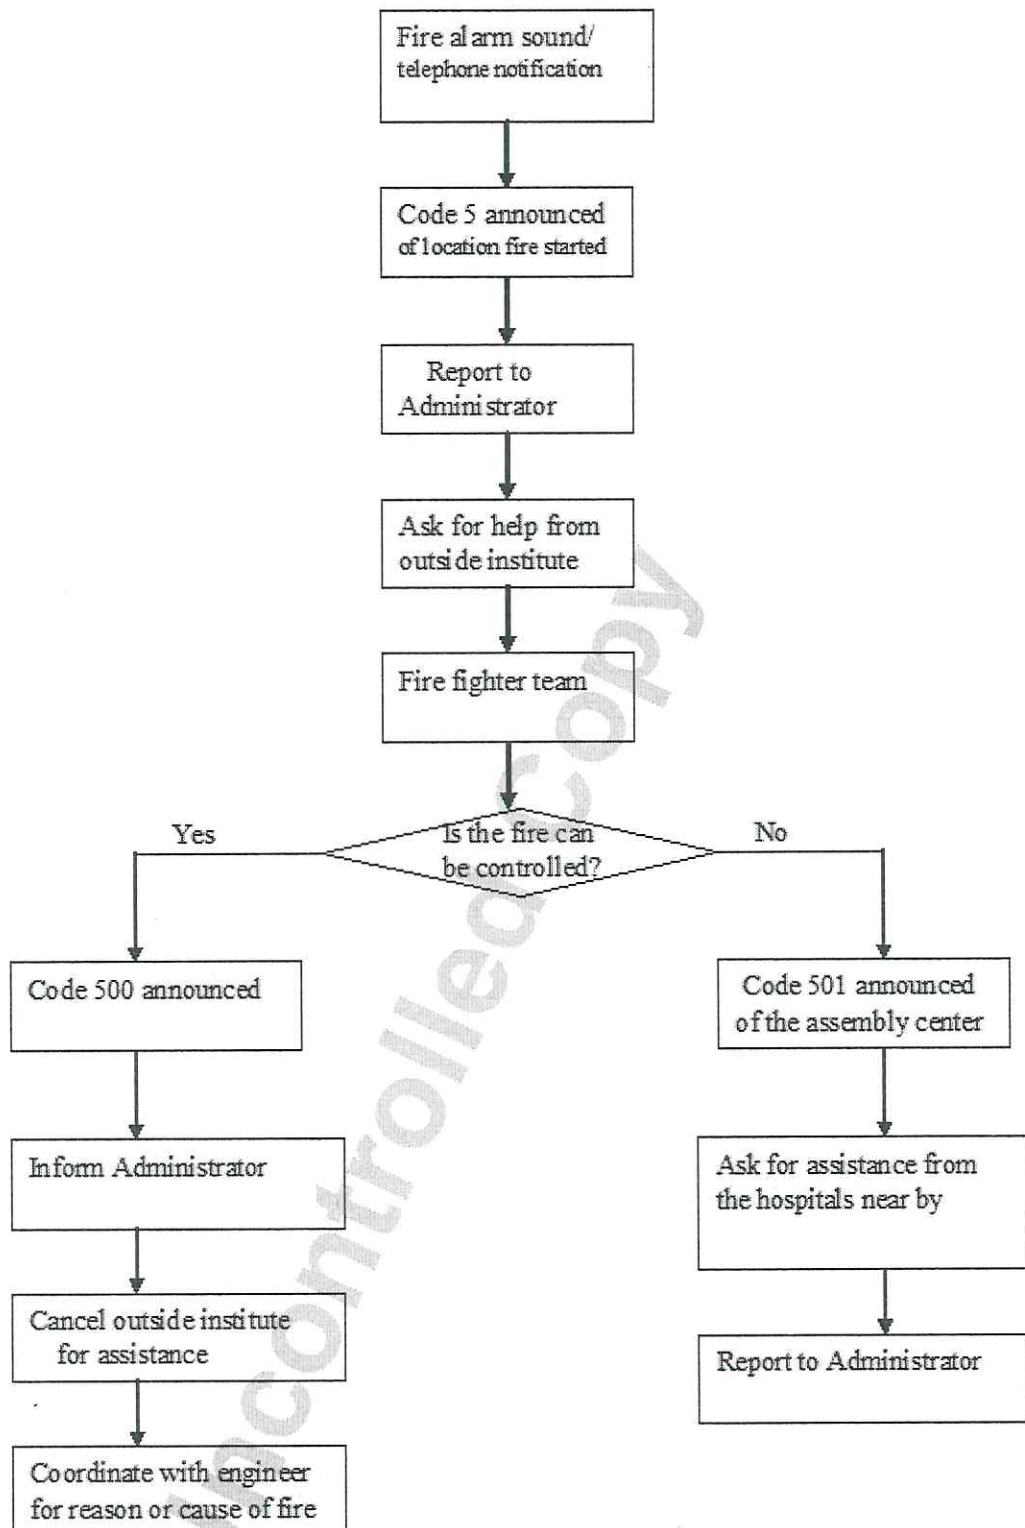 Fire alarm sound/
telephone notification
Code 5 announced
of location fire started
Report to
Administrator
Ask for help from
outside institute
Fire fighter team
Is the fire can
be controlled?
Yes
No
Code 500 announced
Code 501 announced
of the assembly center
Inform Administrator
Ask for assistance from
the hospitals near by
Cancel outside institute
for assistance
Report to Administrator
Coordinate with engineer
for reason or cause of fire
Uncontrolled Copy